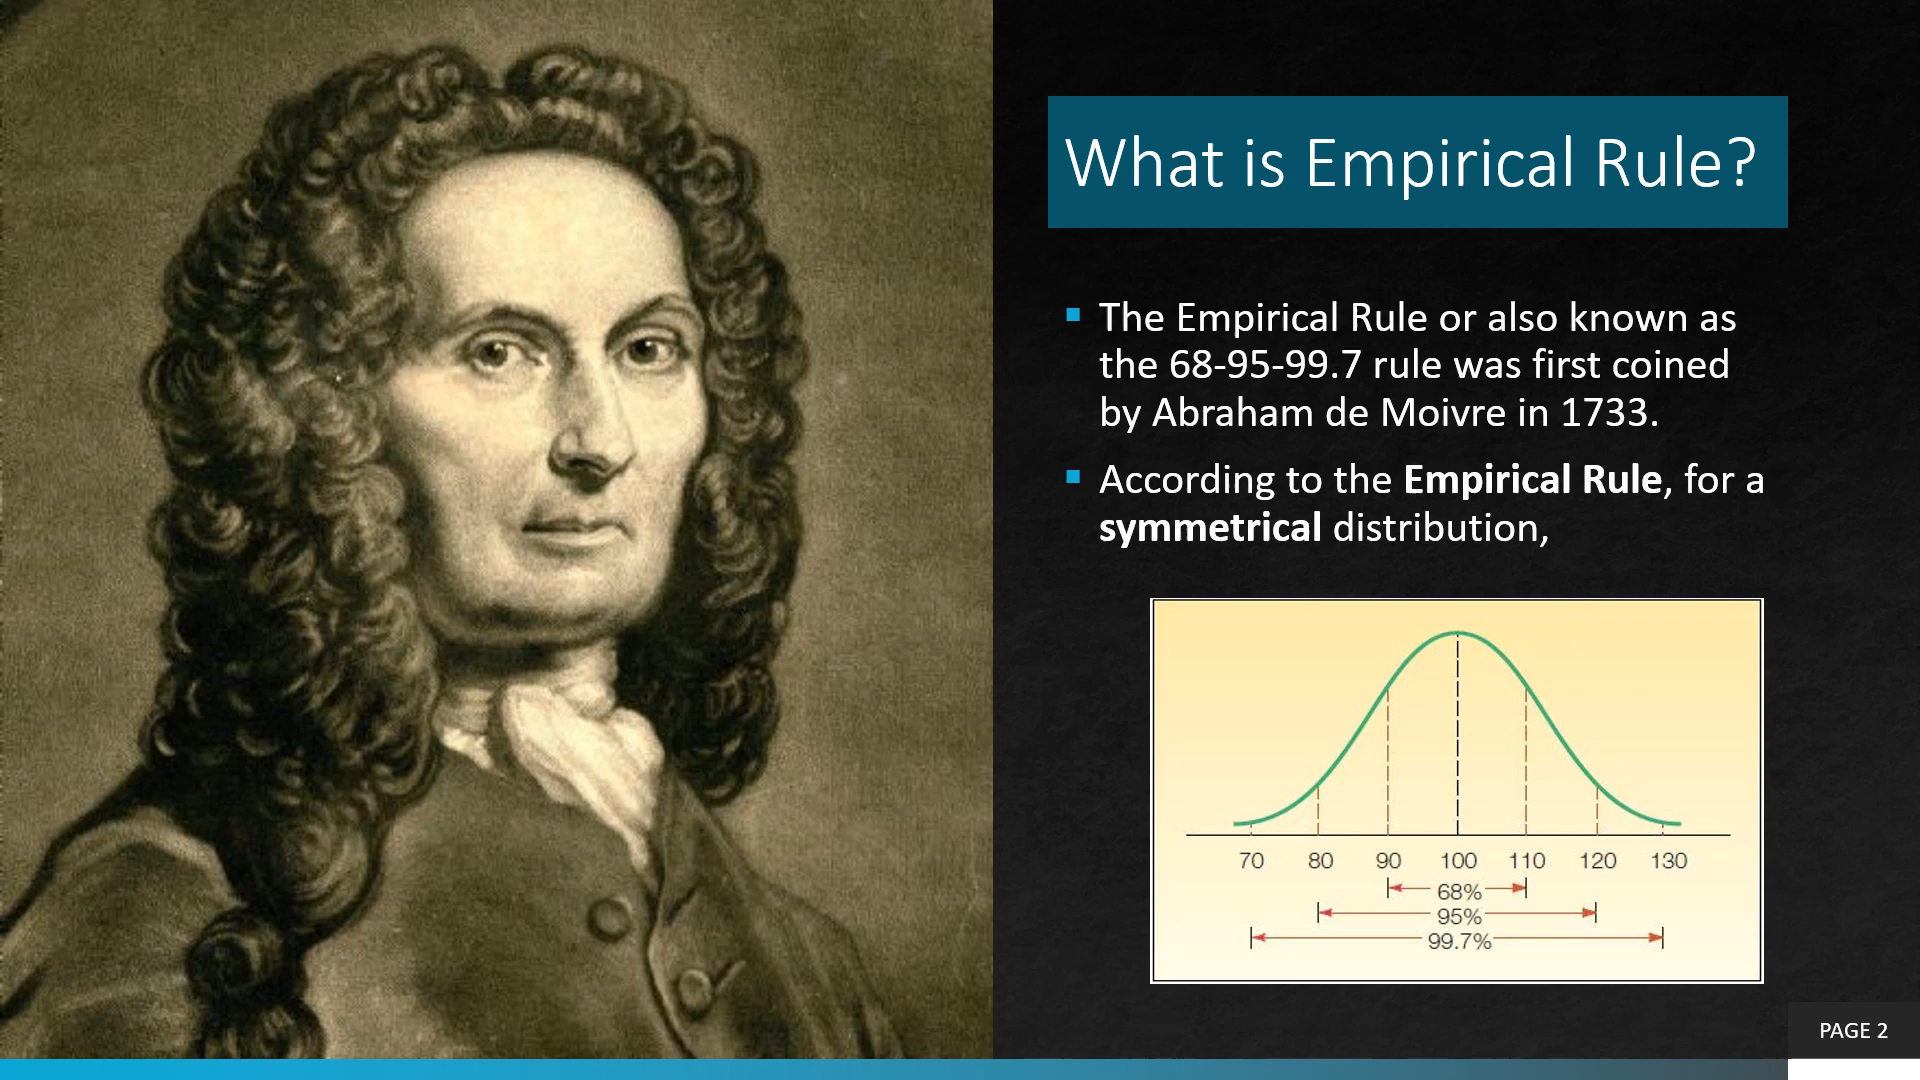 What is Empirical Rule?
▪ The Empirical Rule or also known as
the 68-95-99.7 rule was first coined
by Abraham de Moivre in 1733.
▪ According to the Empirical Rule, for a
symmetrical distribution,
70 80 90 100 110 120 130
68%
95%
99.7%
PAGE 2